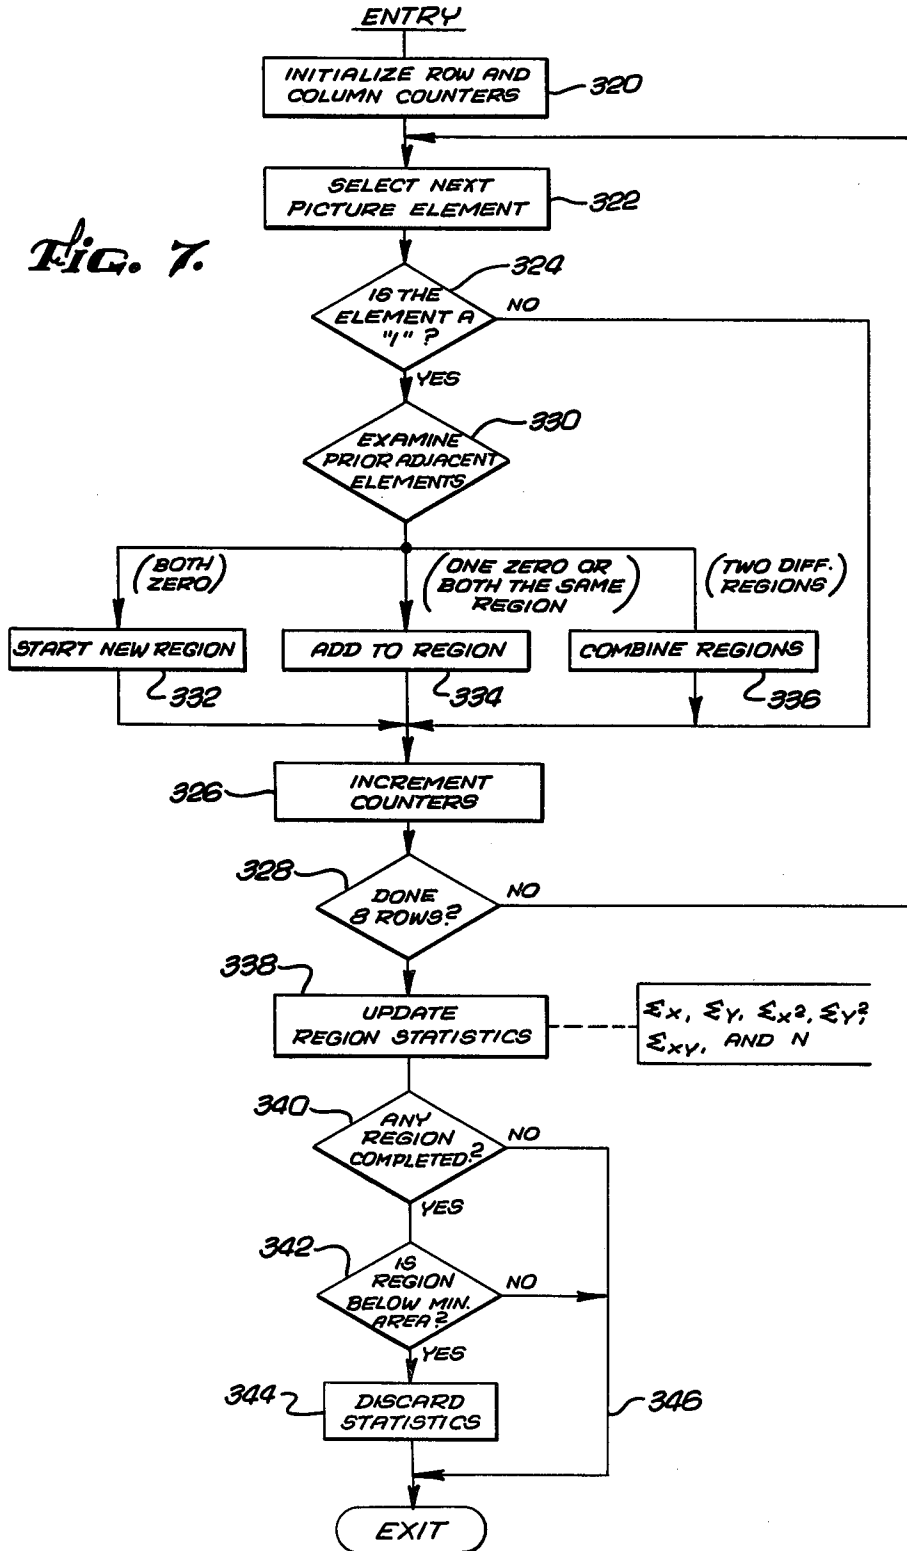 ENTRY
INITIALIZE ROW AND
COLUMN COUNTERS
320
SELECT NEXT
PICTURE ELEMENT
322
Fig. 7.
324
IS THE
ELEMENT A
"1" ?
NO
YES
330
EXAMINE
PRIOR ADJACENT
ELEMENTS
(BOTH
ZERO)
(ONE ZERO OR
BOTH THE SAME
REGION)
(TWO DIFF.
REGIONS)
START NEW REGION
332
ADD TO REGION
334
COMBINE REGIONS
336
326
INCREMENT
COUNTERS
328
DONE
8 ROWS?
NO
338
UPDATE
REGION STATISTICS
Σx, Σy, Σx², Σy²,
Σxy, AND N
340
ANY
REGION
COMPLETED?
NO
YES
342
IS
REGION
BELOW MIN.
AREA?
NO
YES
344
DISCARD
STATISTICS
346
EXIT